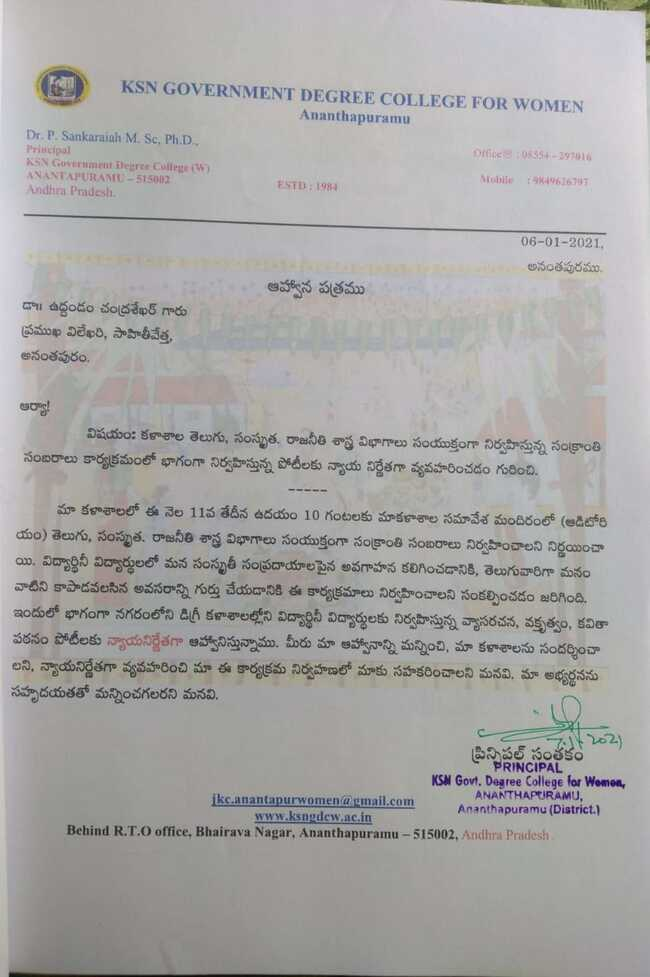 KSN GOVERNMENT DEGREE COLLEGE FOR WOMEN
Ananthapuramu
Dr. P. Sankaraiah M. Sc, Ph.D.,
Principal
KSN Government Degree College (W)
ANANTAPURAMU – 515002
Andhra Pradesh.
ESTD : 1984
Office☏ : 08554 - 297016
Mobile : 9849626797
06-01-2021,
అనంతపురము.
ఆహ్వాన పత్రము
డా॥ ఉద్దండం చంద్రశేఖర్ గారు
ప్రముఖ విలేఖరి, సాహితీవేత్త,
అనంతపురం.
ఆర్యా!
విషయం: కళాశాల తెలుగు, సంస్కృత. రాజనీతి శాస్త్ర విభాగాలు సంయుక్తంగా నిర్వహిస్తున్న సంక్రాంతి
సంబరాలు కార్యక్రమంలో భాగంగా నిర్వహిస్తున్న పోటీలకు న్యాయ నిర్ణేతగా వ్యవహరించడం గురించి.
-----
మా కళాశాలలో ఈ నెల 11వ తేదీన ఉదయం 10 గంటలకు మాకళాశాల సమావేశ మందిరంలో (ఆడిటోరి
యం) తెలుగు, సంస్కృత. రాజనీతి శాస్త్ర విభాగాలు సంయుక్తంగా సంక్రాంతి సంబరాలు నిర్వహించాలని నిర్ణయించా
యి. విద్యార్థినీ విద్యార్థులలో మన సంస్కృతీ సంప్రదాయాలపైన అవగాహన కలిగించడానికి, తెలుగువారిగా మనం
వాటిని కాపాడవలసిన అవసరాన్ని గుర్తు చేయడానికి ఈ కార్యక్రమాలు నిర్వహించాలని సంకల్పించడం జరిగింది.
ఇందులో భాగంగా నగరంలోని డిగ్రీ కళాశాలల్లోని విద్యార్థినీ విద్యార్థులకు నిర్వహిస్తున్న వ్యాసరచన, వక్తృత్వం, కవితా
పఠనం పోటీలకు న్యాయనిర్ణేతగా ఆహ్వానిస్తున్నాము. మీరు మా ఆహ్వానాన్ని మన్నించి, మా కళాశాలను సందర్శించా
లని, న్యాయనిర్ణేతగా వ్యవహరించి మా ఈ కార్యక్రమ నిర్వహణలో మాకు సహకరించాలని మనవి. మా అభ్యర్థనను
సహృదయతతో మన్నించగలరని మనవి.
7.1.2021
ప్రిన్సిపల్ సంతకం
PRINCIPAL
KSN Govt. Degree College for Women,
ANANTHAPURAMU,
Ananthapuramu (District.)
jkc.anantapurwomen@gmail.com
www.ksngdcw.ac.in
Behind R.T.O office, Bhairava Nagar, Ananthapuramu – 515002, Andhra Pradesh .